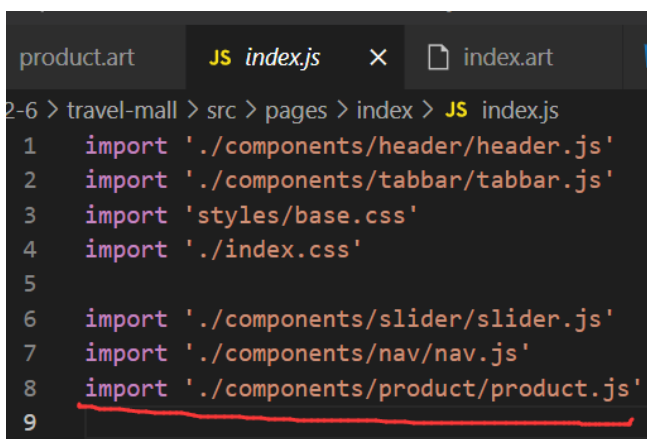 product.art JS index.js × index.art
2-6 > travel-mall > src > pages > index > JS index.js
1 import './components/header/header.js'
2 import './components/tabbar/tabbar.js'
3 import 'styles/base.css'
4 import './index.css'
5
6 import './components/slider/slider.js'
7 import './components/nav/nav.js'
8 import './components/product/product.js'
9